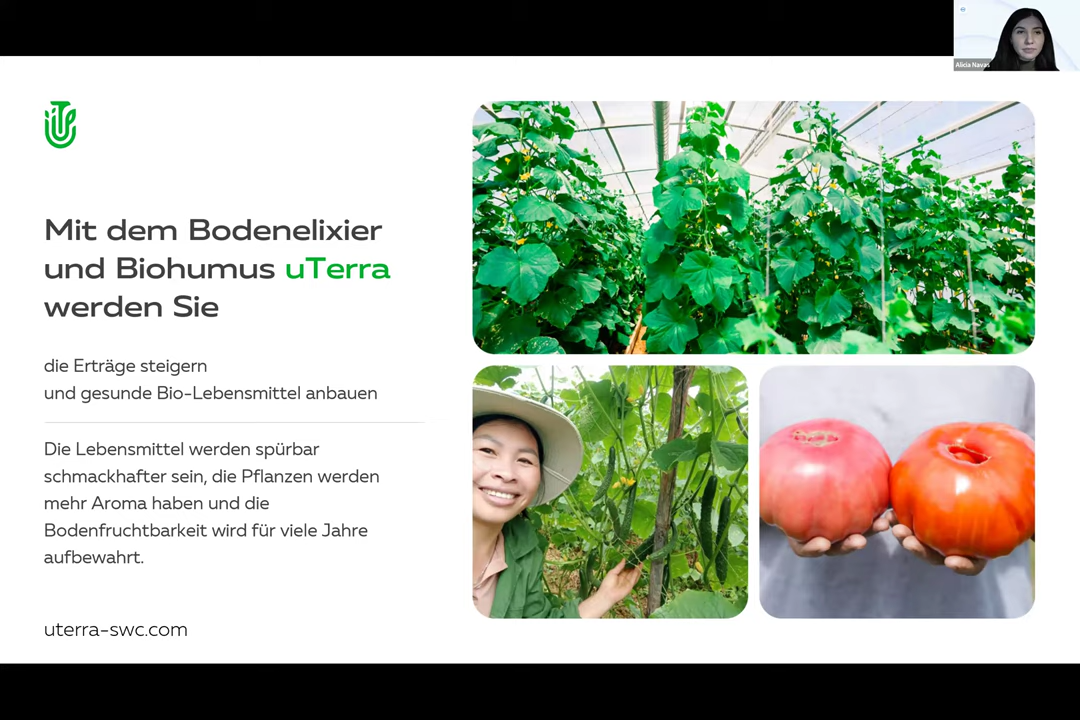 Alicia Navas
Mit dem Bodenelixier
und Biohumus uTerra
werden Sie
die Erträge steigern
und gesunde Bio-Lebensmittel anbauen
Die Lebensmittel werden spürbar
schmackhafter sein, die Pflanzen werden
mehr Aroma haben und die
Bodenfruchtbarkeit wird für viele Jahre
aufbewahrt.
uterra-swc.com